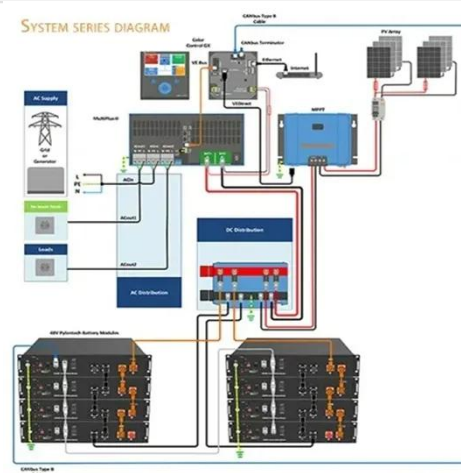 SYSTEM SERIES DIAGRAM
CANbus Type B
Cable
Color
Control GX
CANbus Terminator
PV Array
VE Bus
Ethernet
Internet
AC Supply
VEDirect
MPPT
MultiPlus-II
Grid
or
Generator
L
PE
N
ACin
Loads
ACout1
ACout2
AC Distribution
DC Distribution
48V Pylontech Battery Modules
CANbus Type B